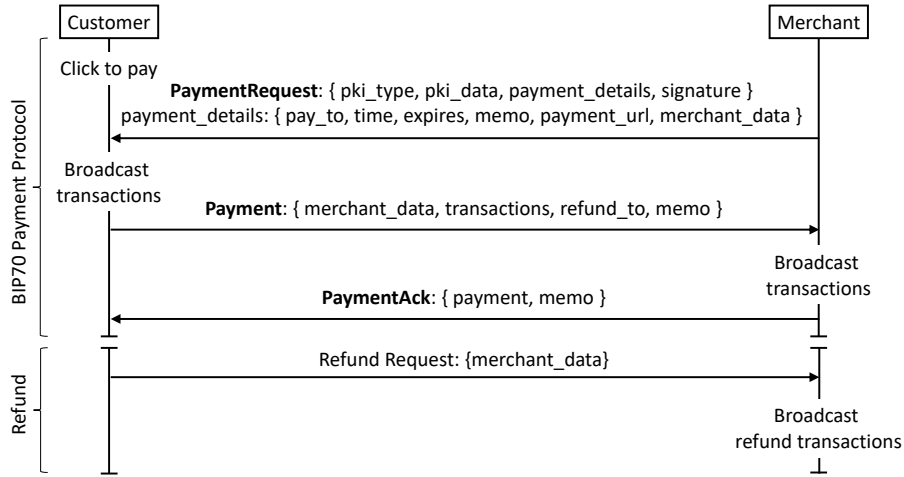 Customer
Merchant
Click to pay
PaymentRequest: { pki_type, pki_data, payment_details, signature }
payment_details: { pay_to, time, expires, memo, payment_url, merchant_data }
Broadcast
transactions
Payment: { merchant_data, transactions, refund_to, memo }
Broadcast
transactions
PaymentAck: { payment, memo }
BIP70 Payment Protocol
Refund Request: {merchant_data}
Broadcast
refund transactions
Refund